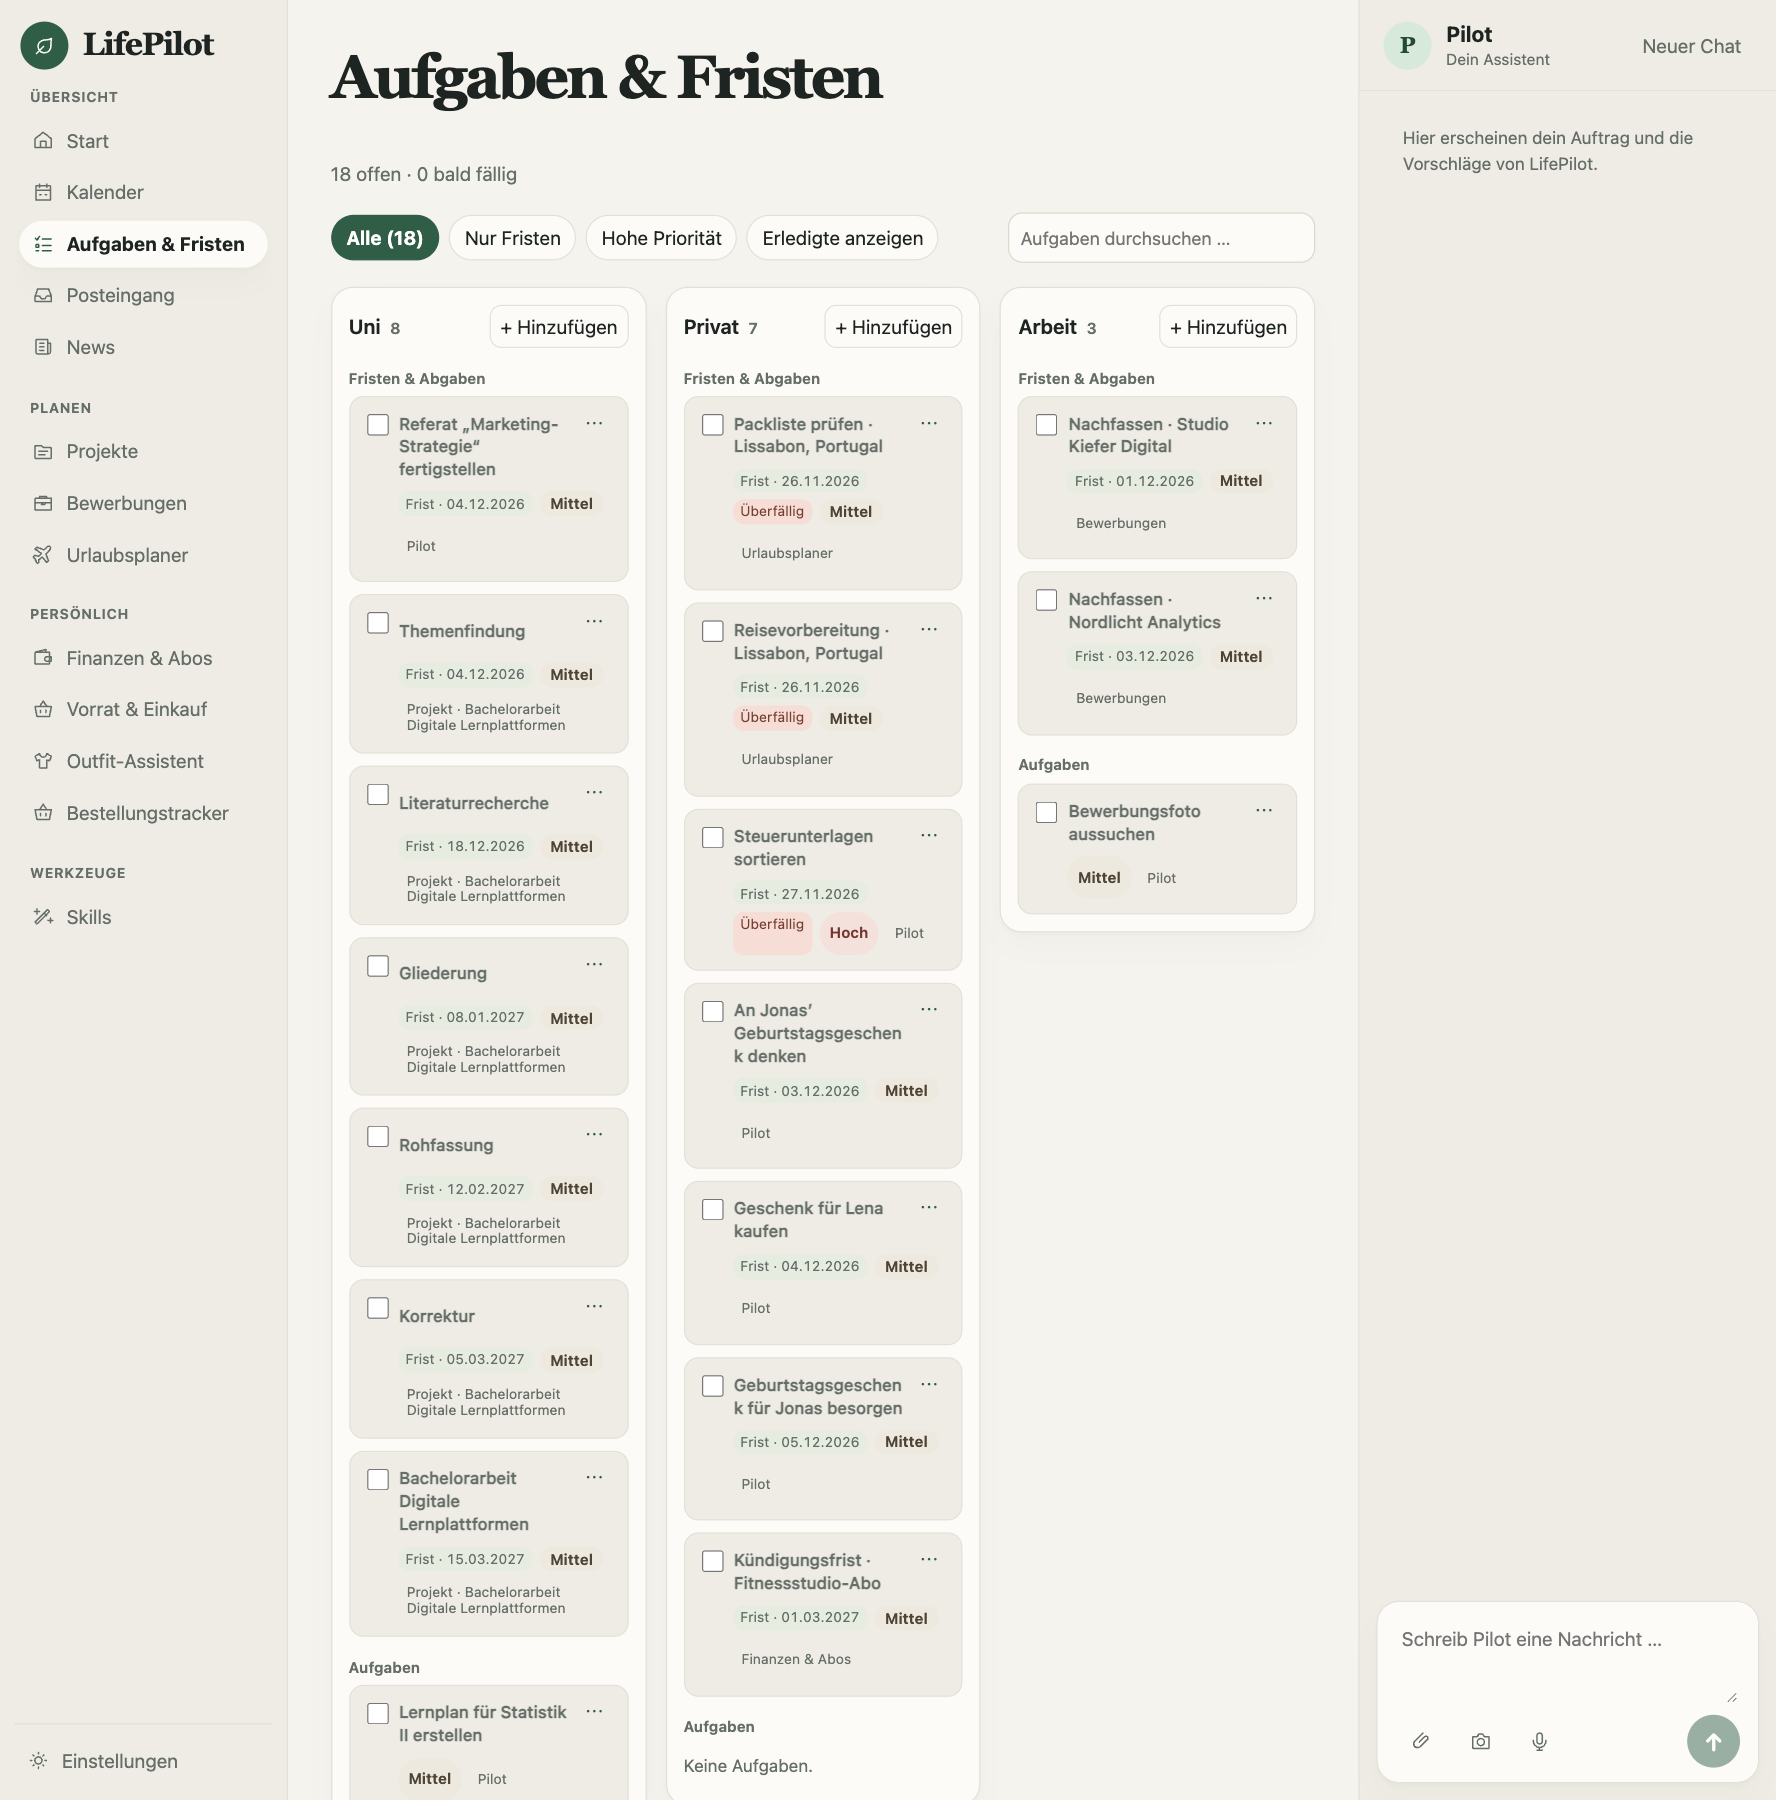 LifePilot
ÜBERSICHT
Start
Kalender
Aufgaben & Fristen
Posteingang
News
PLANEN
Projekte
Bewerbungen
Urlaubsplaner
PERSÖNLICH
Finanzen & Abos
Vorrat & Einkauf
Outfit-Assistent
Bestellungstracker
WERKZEUGE
Skills
Einstellungen
Aufgaben & Fristen
18 offen · 0 bald fällig
Alle (18)
Nur Fristen
Hohe Priorität
Erledigte anzeigen
Aufgaben durchsuchen ...
Uni 8
+ Hinzufügen
Fristen & Abgaben
Referat „Marketing-
Strategie“
fertigstellen
Frist · 04.12.2026 Mittel
Pilot
Themenfindung
Frist · 04.12.2026 Mittel
Projekt · Bachelorarbeit
Digitale Lernplattformen
Literaturrecherche
Frist · 18.12.2026 Mittel
Projekt · Bachelorarbeit
Digitale Lernplattformen
Gliederung
Frist · 08.01.2027 Mittel
Projekt · Bachelorarbeit
Digitale Lernplattformen
Rohfassung
Frist · 12.02.2027 Mittel
Projekt · Bachelorarbeit
Digitale Lernplattformen
Korrektur
Frist · 05.03.2027 Mittel
Projekt · Bachelorarbeit
Digitale Lernplattformen
Bachelorarbeit
Digitale
Lernplattformen
Frist · 15.03.2027 Mittel
Projekt · Bachelorarbeit
Digitale Lernplattformen
Aufgaben
Lernplan für Statistik
II erstellen
Mittel Pilot
Privat 7
+ Hinzufügen
Fristen & Abgaben
Packliste prüfen ·
Lissabon, Portugal
Frist · 26.11.2026
Überfällig Mittel
Urlaubsplaner
Reisevorbereitung ·
Lissabon, Portugal
Frist · 26.11.2026
Überfällig Mittel
Urlaubsplaner
Steuerunterlagen
sortieren
Frist · 27.11.2026
Überfällig Hoch Pilot
An Jonas’
Geburtstagsgeschen
k denken
Frist · 03.12.2026 Mittel
Pilot
Geschenk für Lena
kaufen
Frist · 04.12.2026 Mittel
Pilot
Geburtstagsgeschen
k für Jonas besorgen
Frist · 05.12.2026 Mittel
Pilot
Kündigungsfrist ·
Fitnessstudio-Abo
Frist · 01.03.2027 Mittel
Finanzen & Abos
Aufgaben
Keine Aufgaben.
Arbeit 3
+ Hinzufügen
Fristen & Abgaben
Nachfassen · Studio
Kiefer Digital
Frist · 01.12.2026 Mittel
Bewerbungen
Nachfassen ·
Nordlicht Analytics
Frist · 03.12.2026 Mittel
Bewerbungen
Aufgaben
Bewerbungsfoto
aussuchen
Mittel Pilot
P
Pilot
Dein Assistent
Neuer Chat
Hier erscheinen dein Auftrag und die
Vorschläge von LifePilot.
Schreib Pilot eine Nachricht ...